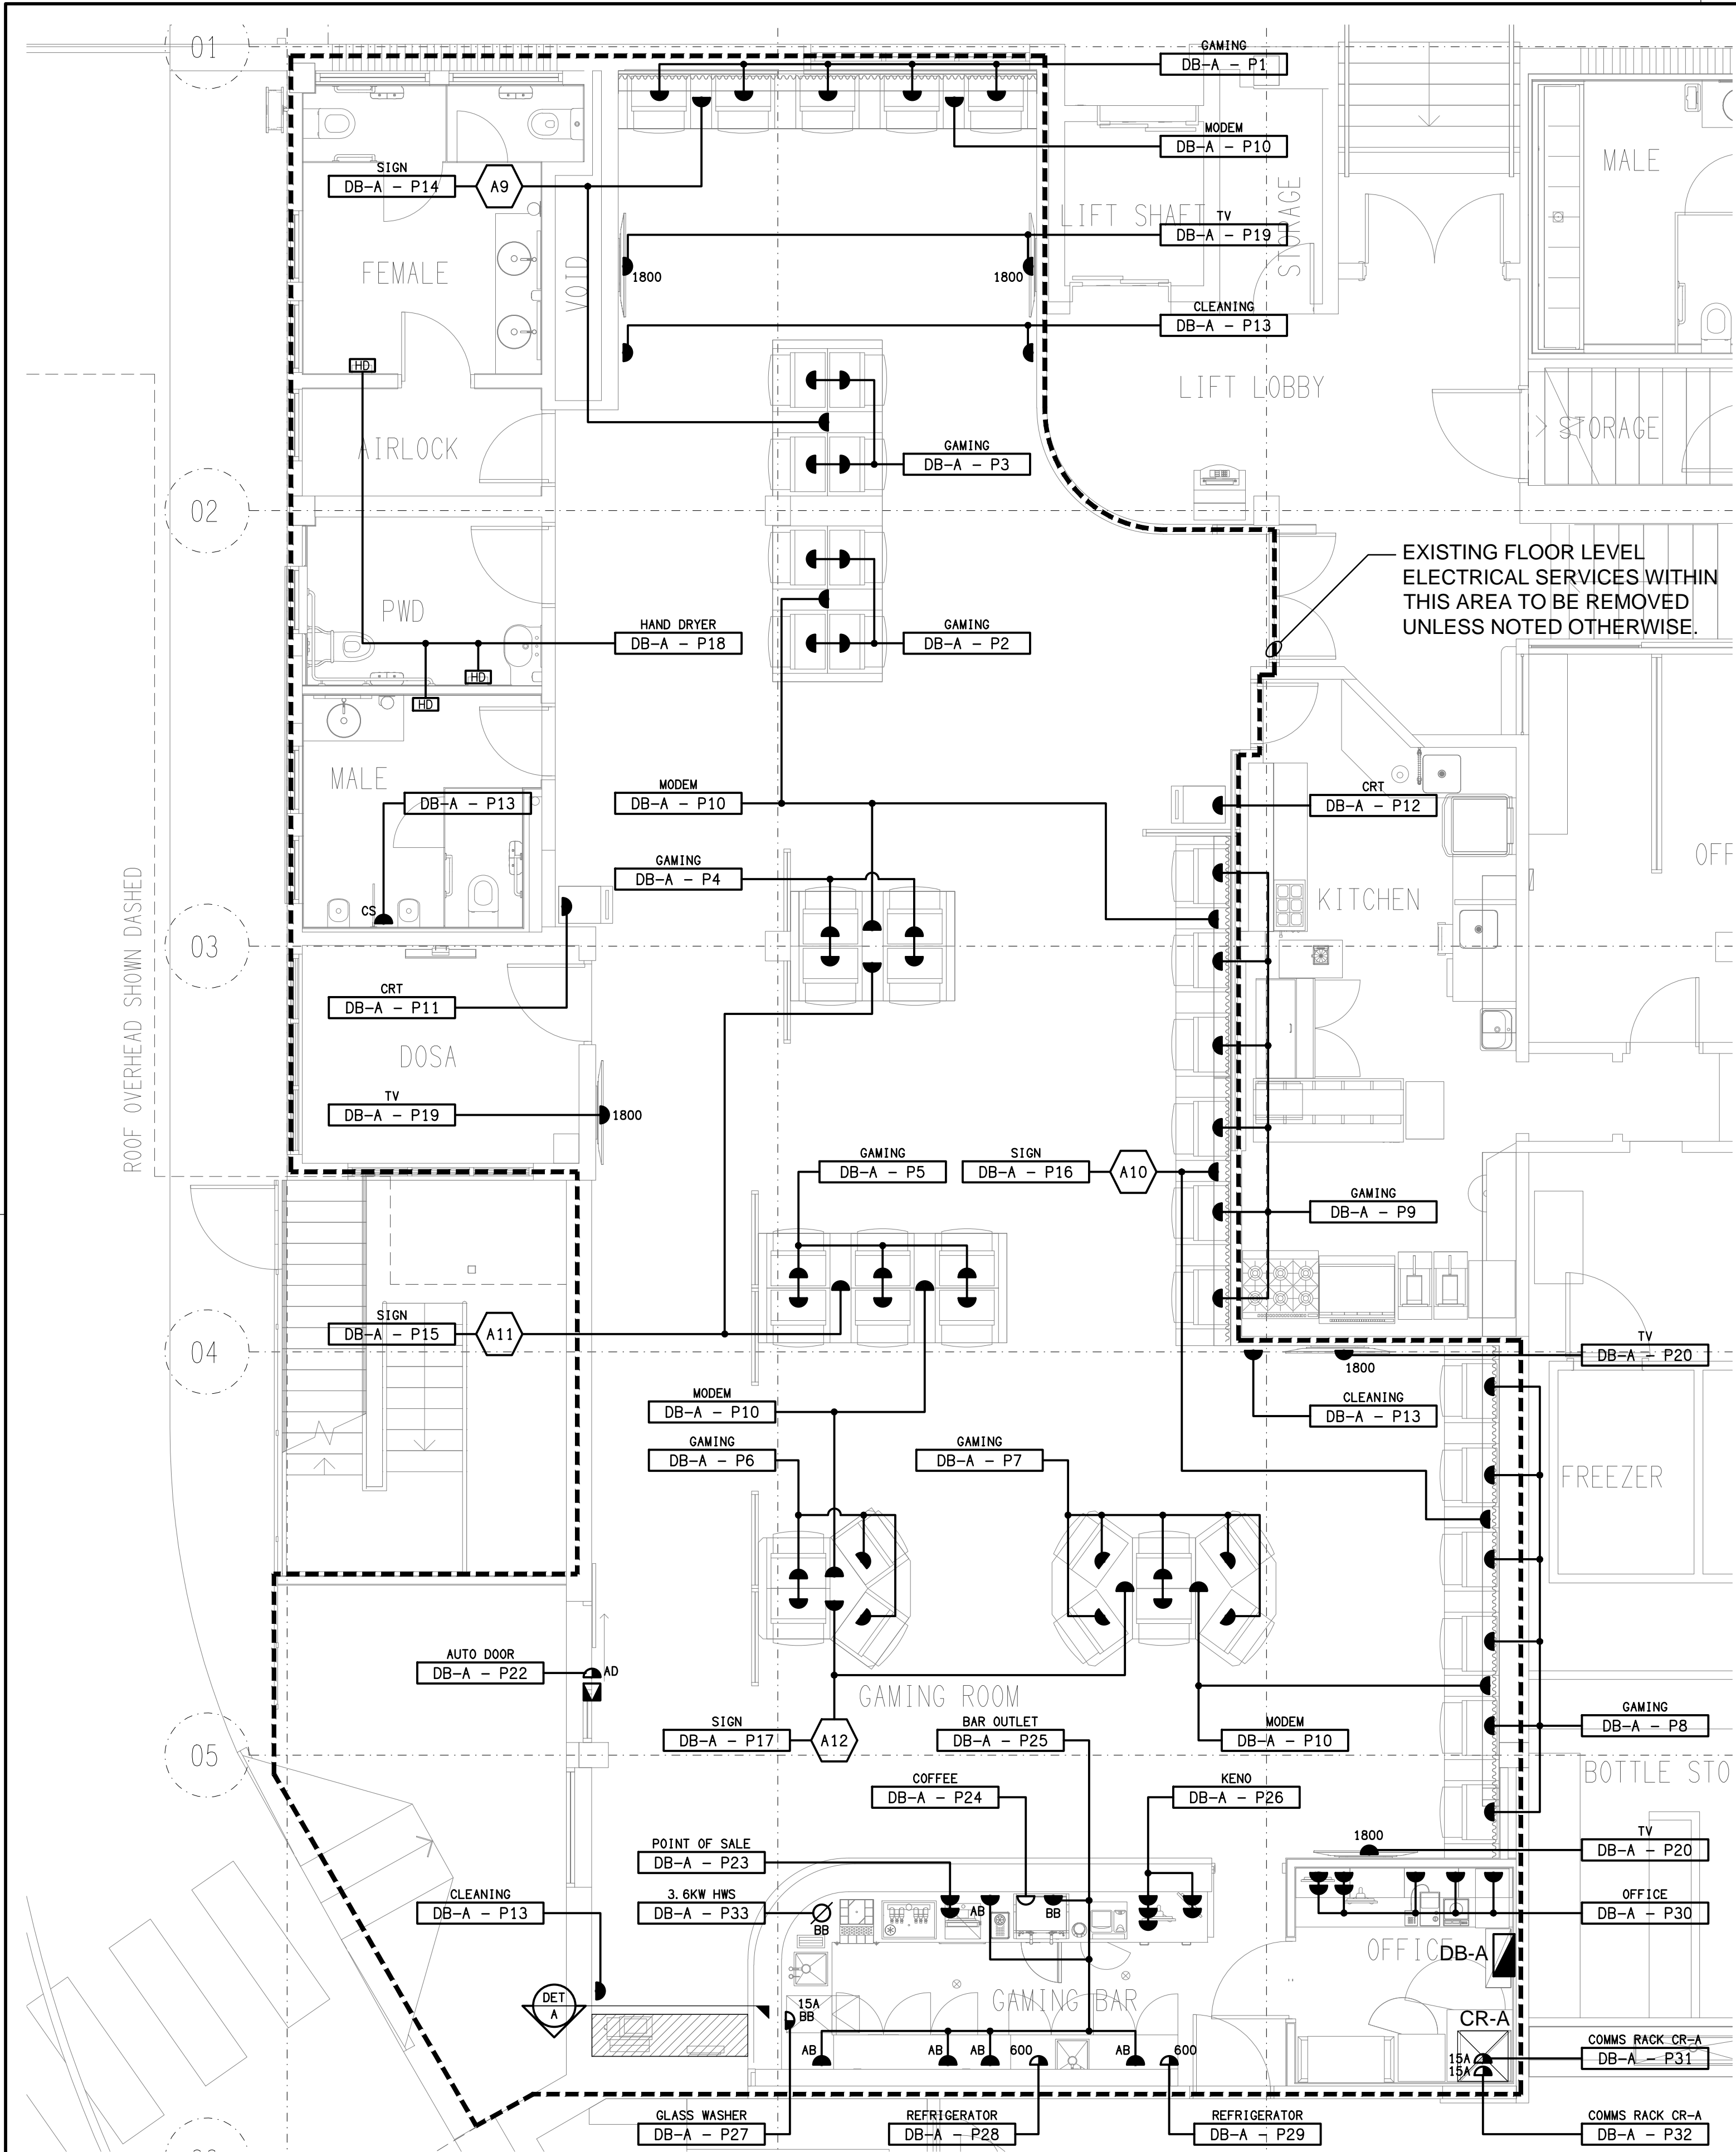 01
GAMING
DB-A - P1
MODEM
DB-A - P10
MALE
SIGN
DB-A - P14
A9
LIFT SHAFT
STORAGE
TV
DB-A - P19
FEMALE
VOID
1800
1800
CLEANING
DB-A - P13
HD
LIFT LOBBY
AIRLOCK
GAMING
DB-A - P3
STORAGE
02
EXISTING FLOOR LEVEL
ELECTRICAL SERVICES WITHIN
THIS AREA TO BE REMOVED
UNLESS NOTED OTHERWISE.
PWD
HAND DRYER
DB-A - P18
GAMING
DB-A - P2
HD
HD
MALE
DB-A - P13
MODEM
DB-A - P10
CRT
DB-A - P12
OFF
GAMING
DB-A - P4
KITCHEN
CS
03
ROOF OVERHEAD SHOWN DASHED
CRT
DB-A - P11
DOSA
TV
DB-A - P19
1800
GAMING
DB-A - P5
SIGN
DB-A - P16
A10
GAMING
DB-A - P9
SIGN
DB-A - P15
A11
04
TV
DB-A - P20
1800
MODEM
DB-A - P10
CLEANING
DB-A - P13
GAMING
DB-A - P6
GAMING
DB-A - P7
FREEZER
AUTO DOOR
DB-A - P22
AD
GAMING ROOM
SIGN
DB-A - P17
A12
BAR OUTLET
DB-A - P25
MODEM
DB-A - P10
GAMING
DB-A - P8
05
BOTTLE STO
COFFEE
DB-A - P24
KENO
DB-A - P26
POINT OF SALE
DB-A - P23
1800
TV
DB-A - P20
CLEANING
DB-A - P13
3.6KW HWS
DB-A - P33
BB
AB
BB
OFFICE
DB-A - P30
OFFICE
DB-A
DET
A
15A
BB
GAMING BAR
CR-A
AB
AB
AB
600
AB
600
15A
15A
COMMS RACK CR-A
DB-A - P31
GLASS WASHER
DB-A - P27
REFRIGERATOR
DB-A - P28
REFRIGERATOR
DB-A - P29
COMMS RACK CR-A
DB-A - P32